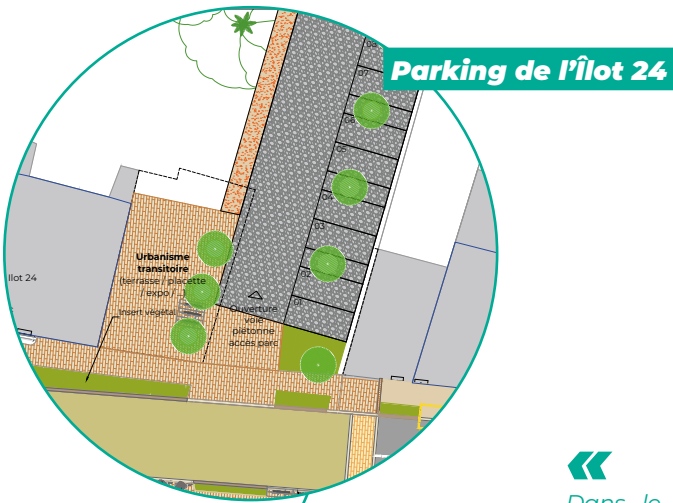 Parking de l'Îlot 24
08
07
06
05
04
03
02
01
Urbanisme
transitoire
(terrasse / placette
/ expo /
Insert végétal
Ouverture
voie
piétonne
accès parc
llot 24
«
Dans le